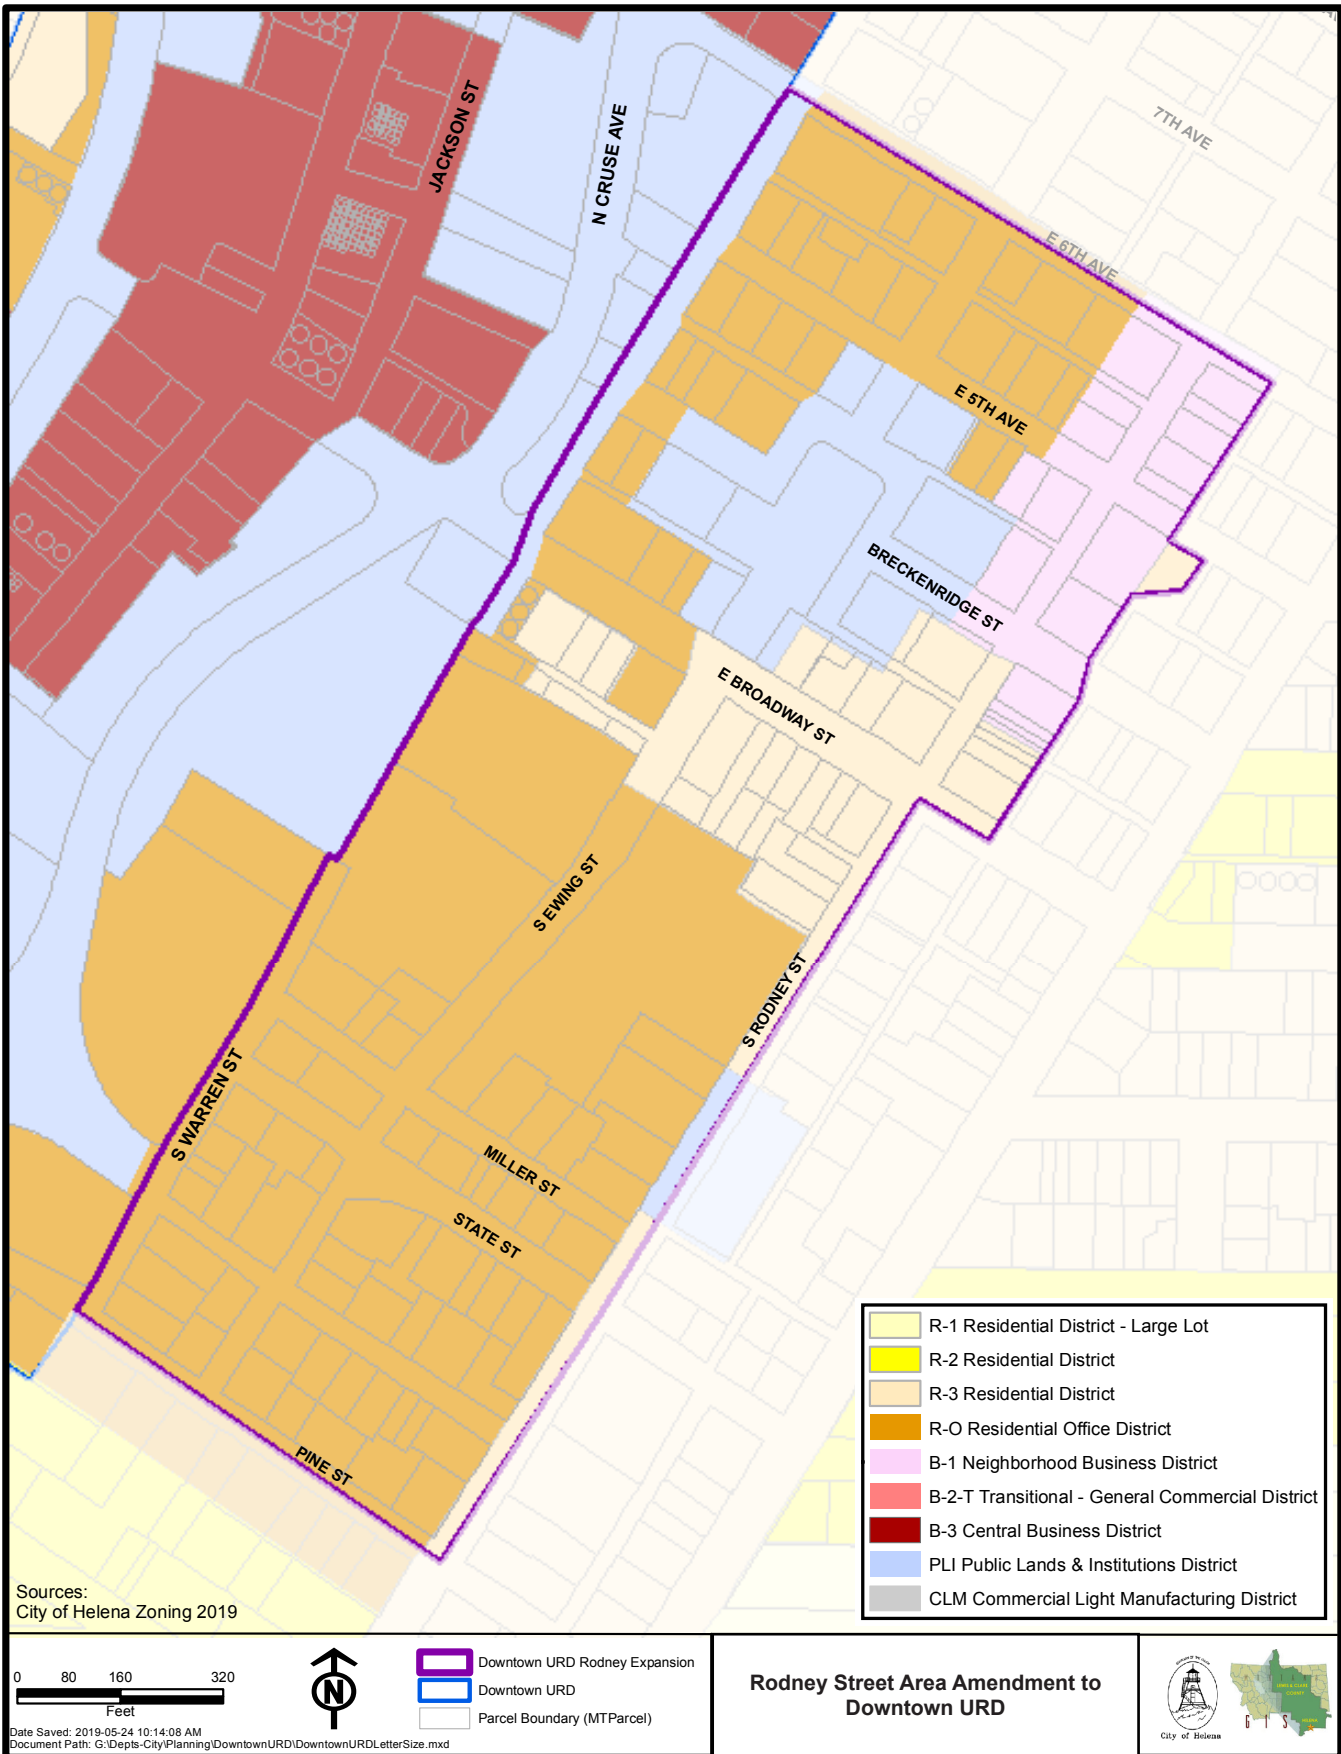 JACKSON ST
N CRUSE AVE
7TH AVE
E 6TH AVE
E 5TH AVE
BRECKENRIDGE ST
E BROADWAY ST
S EWING ST
S RODNEY ST
S WARREN ST
MILLER ST
STATE ST
PINE ST
R-1 Residential District - Large Lot
R-2 Residential District
R-3 Residential District
R-O Residential Office District
B-1 Neighborhood Business District
B-2-T Transitional - General Commercial District
B-3 Central Business District
PLI Public Lands & Institutions District
CLM Commercial Light Manufacturing District
Sources:
City of Helena Zoning 2019
0 80 160 320
Feet
N
Downtown URD Rodney Expansion
Downtown URD
Parcel Boundary (MTParcel)
Date Saved: 2019-05-24 10:14:08 AM
Document Path: G:\Depts-City\Planning\DowntownURD\DowntownURDLetterSize.mxd
Rodney Street Area Amendment to
Downtown URD
City of Helena
LEWIS & CLARK
COUNTY
HELENA
G I S